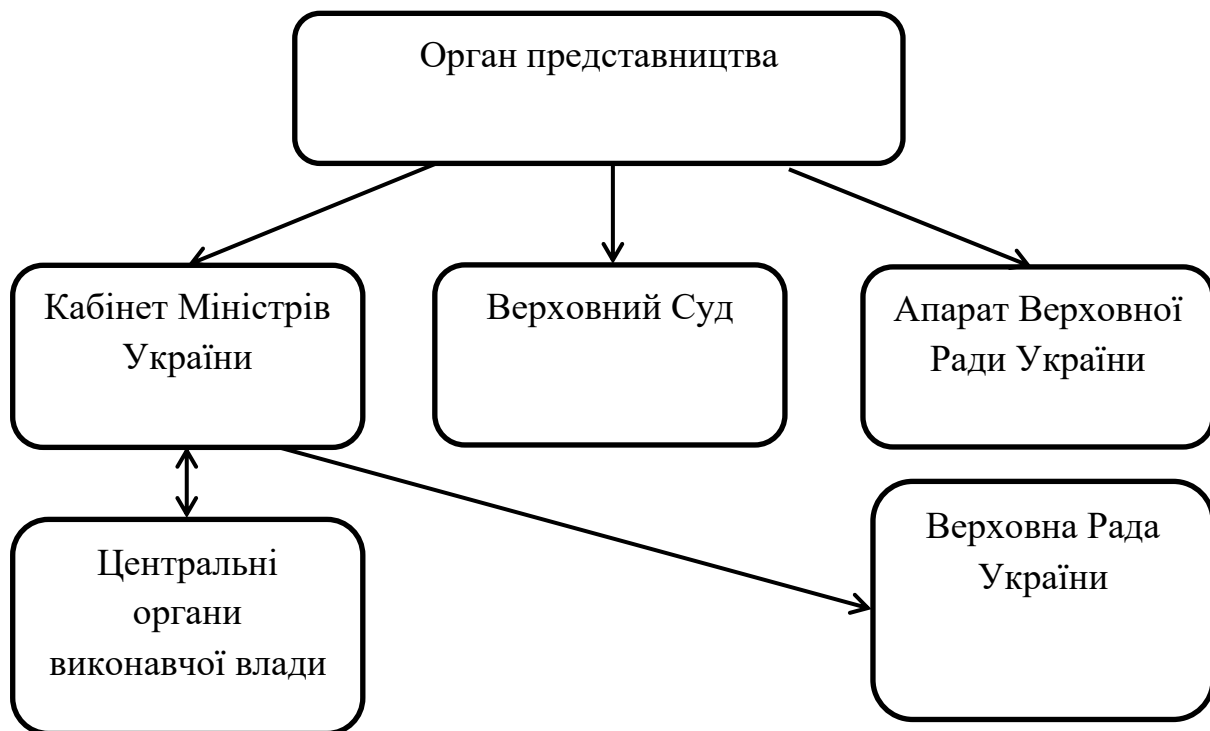 Орган представництва
Кабінет Міністрів
України
Верховний Суд
Апарат Верховної
Ради України
Центральні
органи
виконавчої влади
Верховна Рада
України